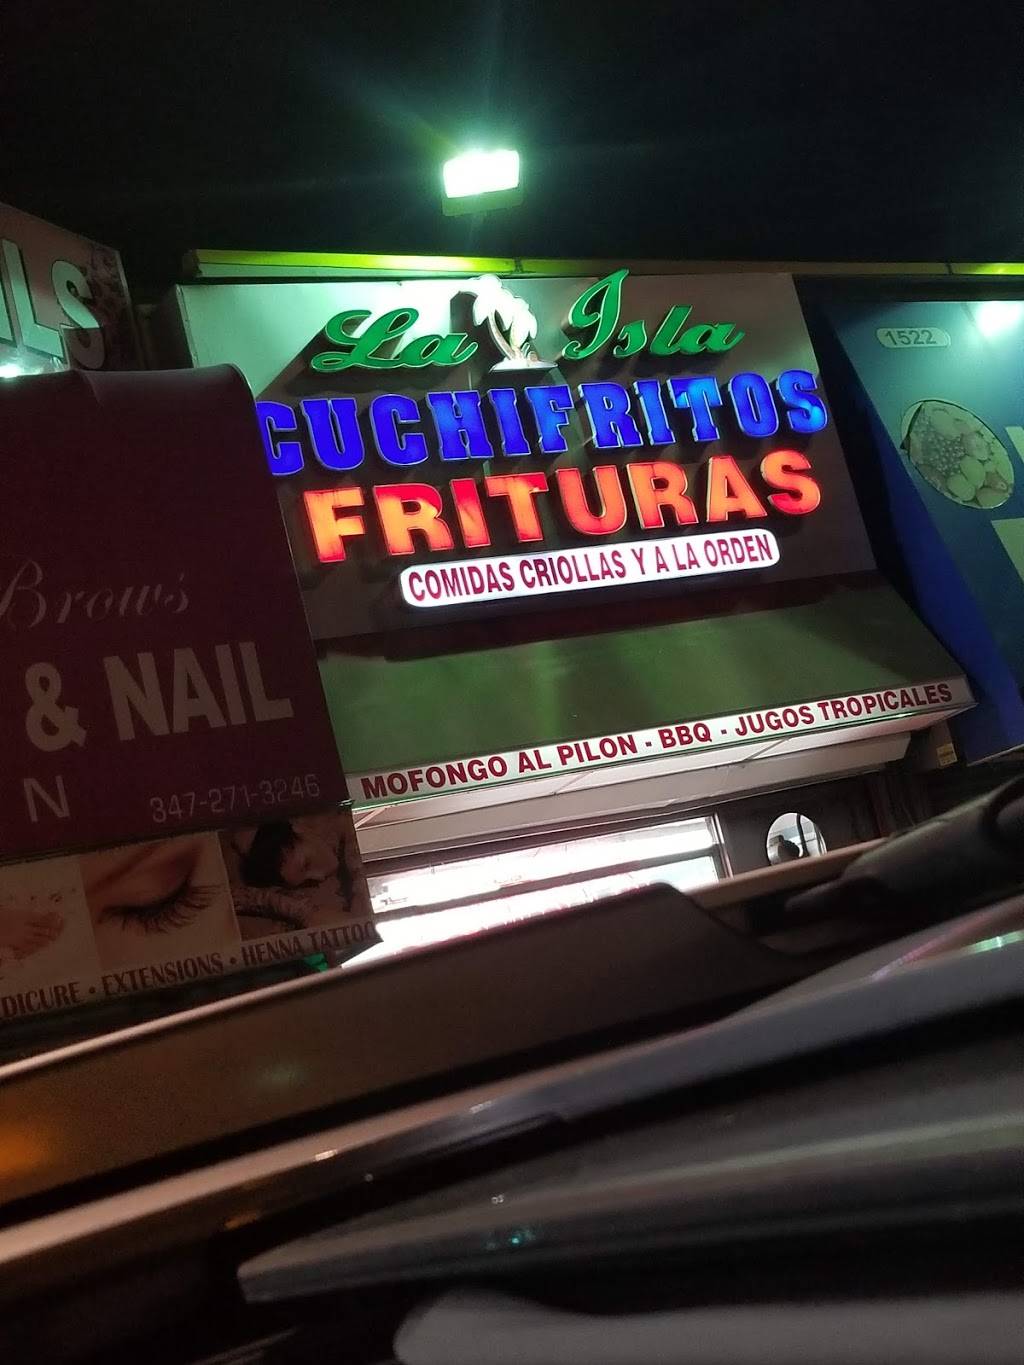 La Isla
CUCHIFRITOS
FRITURAS
COMIDAS CRIOLLAS Y A LA ORDEN
MOFONGO AL PILON - BBQ - JUGOS TROPICALES
1522
LS
Brows
& NAIL
N
347-271-3246
DICURE • EXTENSIONS • HENNA TATTOO